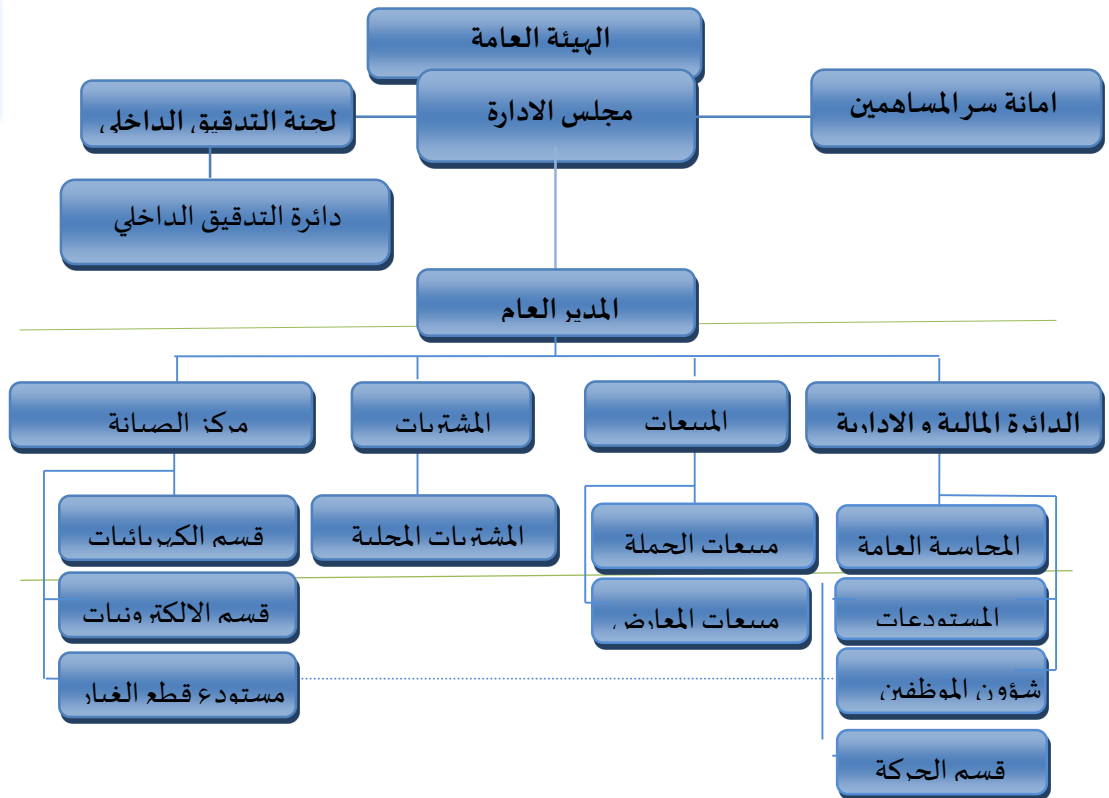 الهيئة العامة
امانة سر المساهمين
مجلس الادارة
لجنة التدقيق الداخلي
دائرة التدقيق الداخلي
المدير العام
الدائرة المالية و الادارية
المبيعات
المشتريات
مركز الصيانة
المحاسبة العامة
مبيعات الجملة
المشتريات المحلية
قسم الكهربائيات
المستودعات
مبيعات المعارض
قسم الالكترونيات
شؤون الموظفين
مستودع قطع الغيار
قسم الحركة